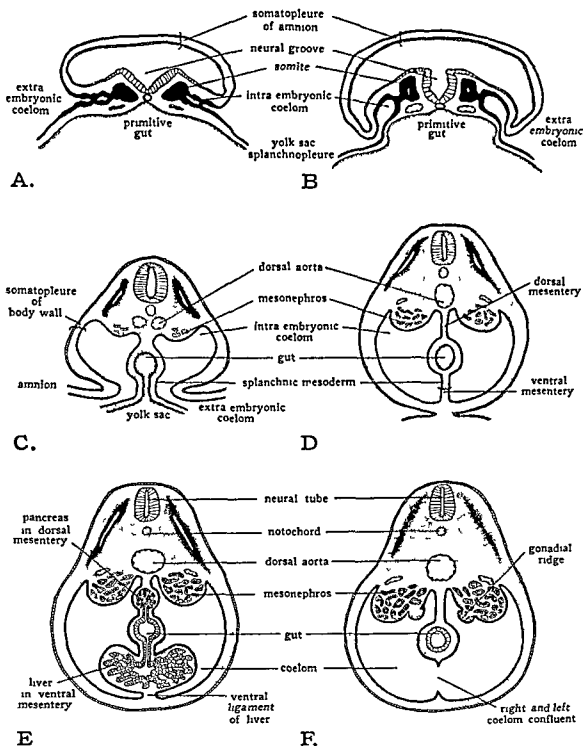 somatopleure
of amnion
neural groove
somite
extra
embryonic
coelom
intra embryonic
coelom
primitive
gut
primitive
gut
yolk sac
splanchnopleure
extra
embryonic
coelom
A.
B
dorsal aorta
dorsal
mesentery
somatopleure
of
body wall
mesonephros
intra embryonic
coelom
gut
amnion
splanchnic mesoderm
ventral
mesentery
yolk sac
extra embryonic
coelom
C.
D
neural tube
pancreas
in dorsal
mesentery
notochord
gonadial
ridge
dorsal aorta
mesonephros
gut
coelom
liver
in ventral
mesentery
ventral
ligament
of liver
right and left
coelom confluent
E
F.